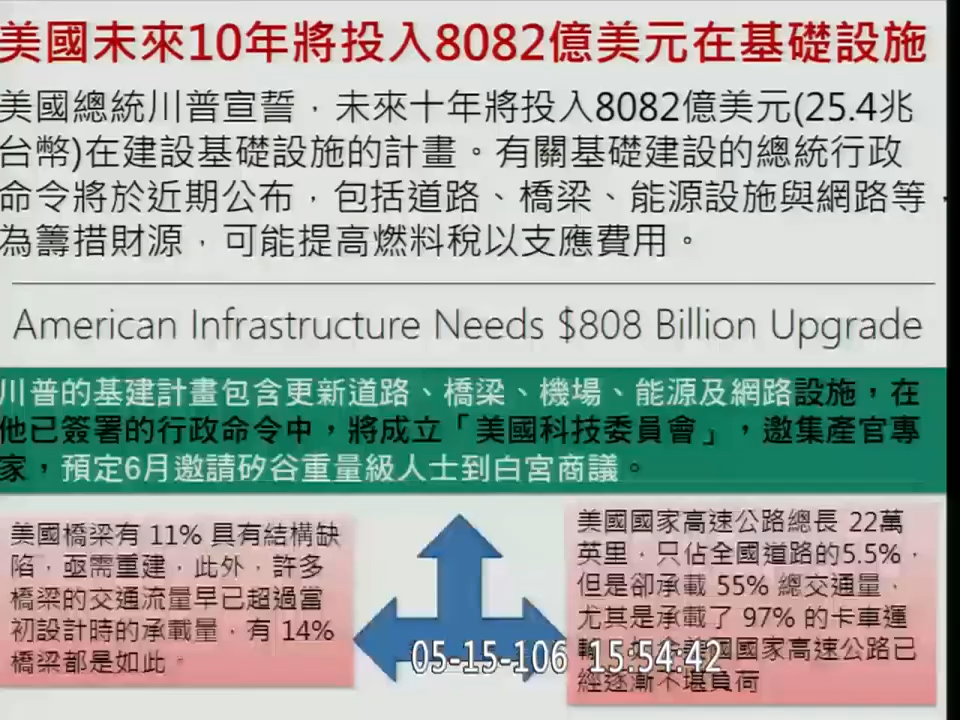 美國未來10年將投入8082億美元在基礎設施
美國總統川普宣誓，未來十年將投入8082億美元(25.4兆
台幣)在建設基礎設施的計畫。有關基礎建設的總統行政
命令將於近期公布，包括道路、橋梁、能源設施與網路等，
為籌措財源，可能提高燃料稅以支應費用。
American Infrastructure Needs $808 Billion Upgrade
川普的基建計畫包含更新道路、橋梁、機場、能源及網路設施，在
他已簽署的行政命令中，將成立「美國科技委員會」，邀集產官專
家，預定6月邀請矽谷重量級人士到白宮商議。
美國橋梁有 11% 具有結構缺
陷，亟需重建，此外，許多
橋梁的交通流量早已超過當
初設計時的承載量，有 14%
橋梁都是如此。
美國國家高速公路總長 22萬
英里，只佔全國道路的5.5%，
但是卻承載 55% 總交通量，
尤其是承載了 97% 的卡車運
輸，國國家高速公路已
經逐漸不堪負荷
05-15-106 15:54:42